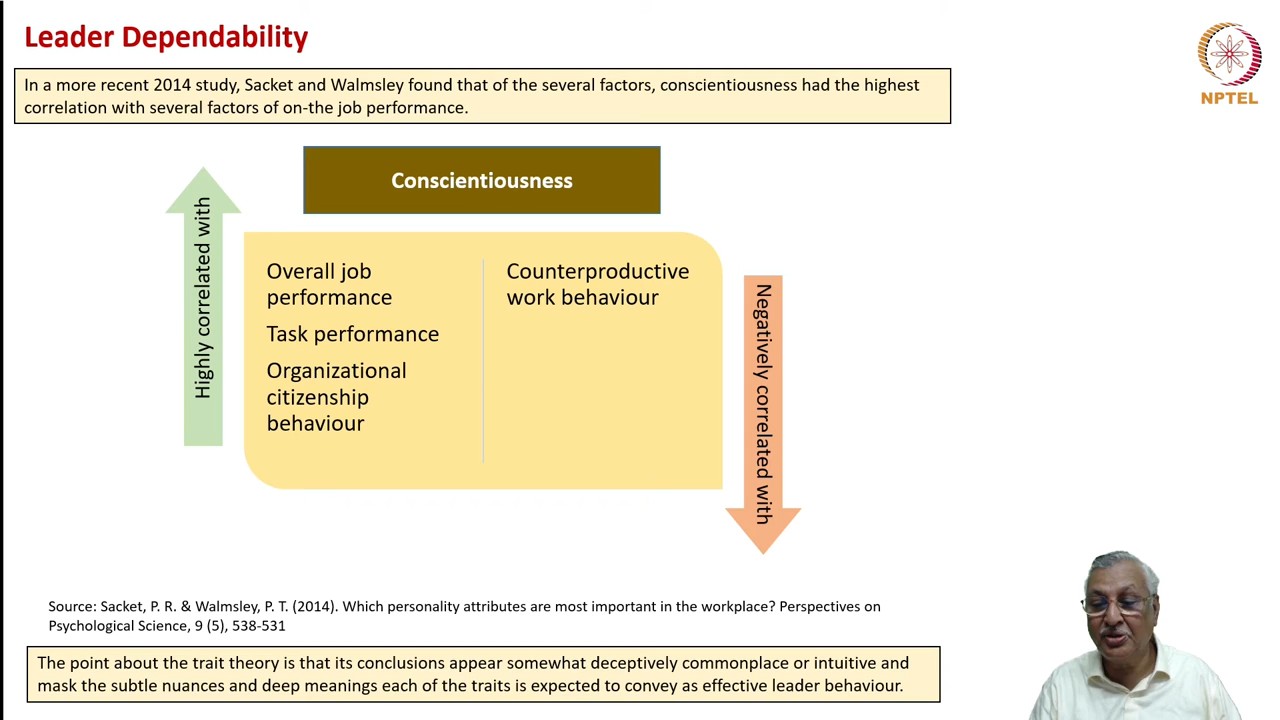 Leader Dependability
NPTEL
In a more recent 2014 study, Sacket and Walmsley found that of the several factors, conscientiousness had the highest
correlation with several factors of on-the job performance.
Conscientiousness
Highly correlated with
Overall job
performance
Task performance
Organizational
citizenship
behaviour
Counterproductive
work behaviour
Negatively correlated with
Source: Sacket, P. R. & Walmsley, P. T. (2014). Which personality attributes are most important in the workplace? Perspectives on
Psychological Science, 9 (5), 538-531
The point about the trait theory is that its conclusions appear somewhat deceptively commonplace or intuitive and
mask the subtle nuances and deep meanings each of the traits is expected to convey as effective leader behaviour.